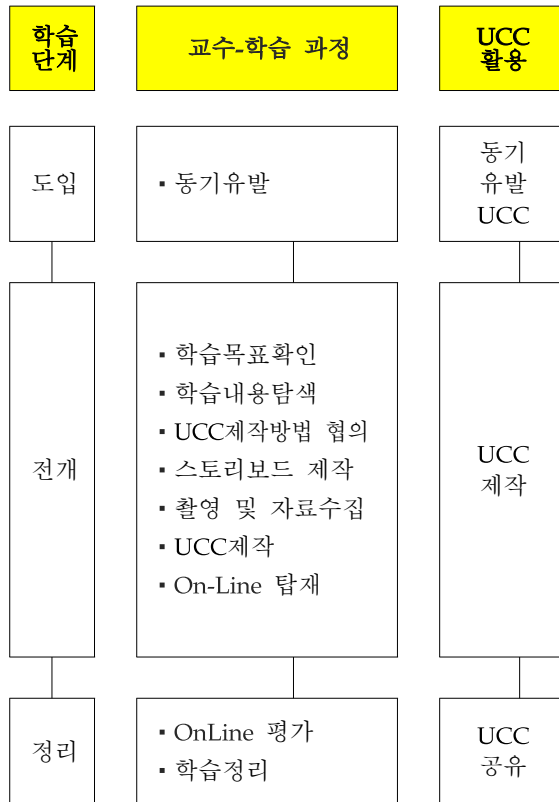 학습
단계
교수-학습 과정
UCC
활용
도입
▪ 동기유발
동기
유발
UCC
전개
▪ 학습목표확인
▪ 학습내용탐색
▪ UCC제작방법 협의
▪ 스토리보드 제작
▪ 촬영 및 자료수집
▪ UCC제작
▪ On-Line 탑재
UCC
제작
정리
▪ OnLine 평가
▪ 학습정리
UCC
공유